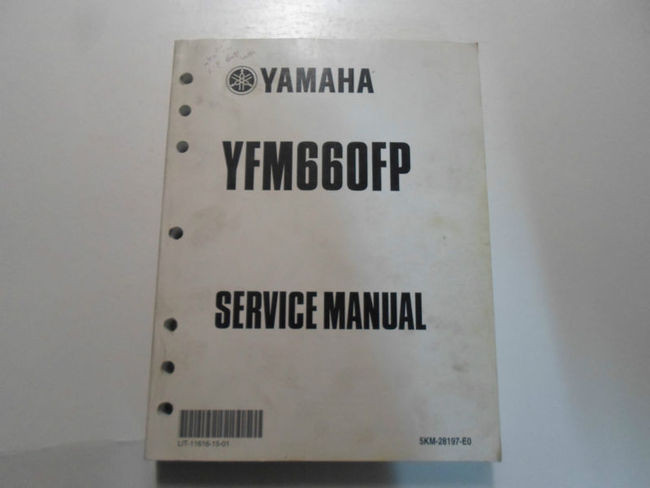 YAMAHA
YFM660FP
SERVICE MANUAL
LIT-11616-15-01
5KM-28197-E0